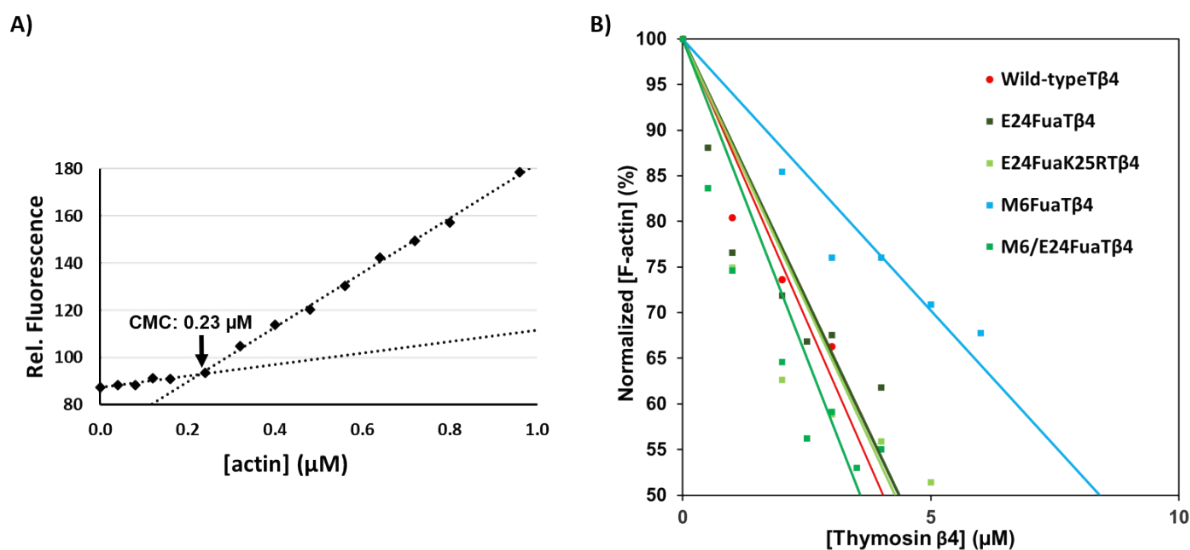 A)
180
160
140
120
100
80
Rel. Fluorescence
CMC: 0.23 µM
0.0 0.2 0.4 0.6 0.8 1.0
[actin] (µM)
B)
100
95
90
85
80
75
70
65
60
55
50
Normalized [F-actin] (%)
Wild-typeTβ4
E24FuaTβ4
E24FuaK25RTβ4
M6FuaTβ4
M6/E24FuaTβ4
0 5 10
[Thymosin β4] (µM)